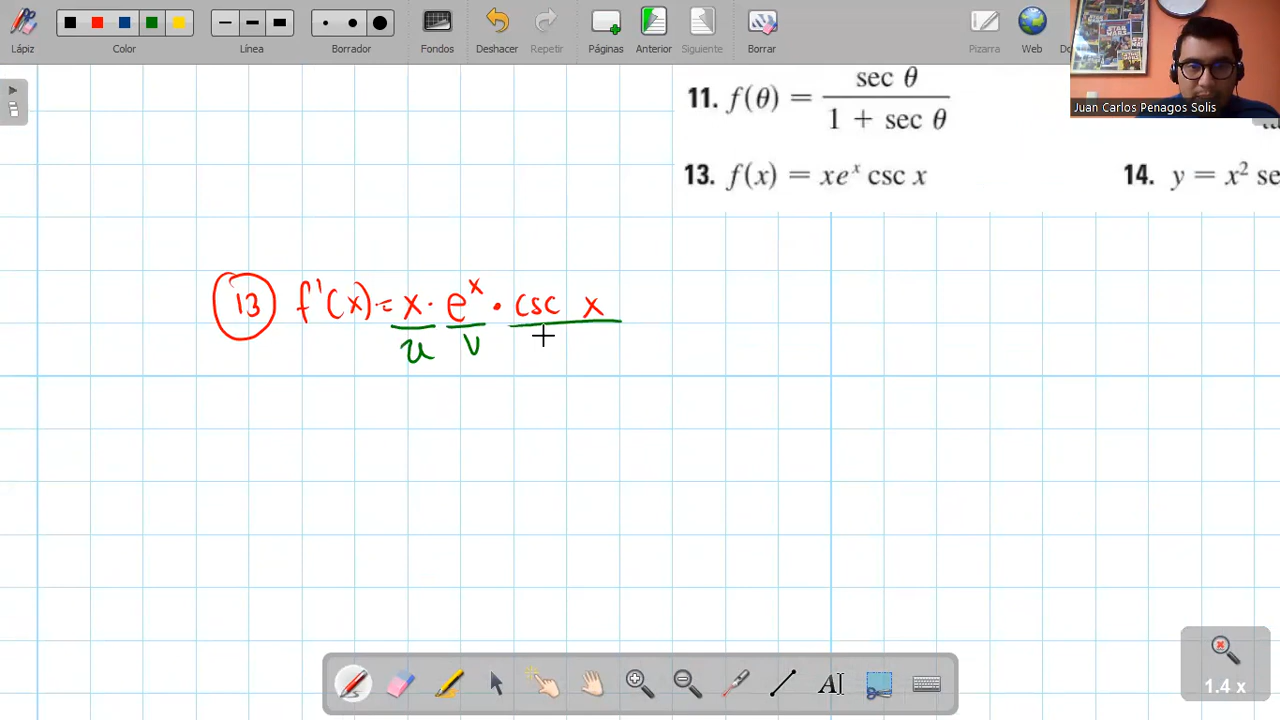 Lápiz Color Línea Borrador Fondos Deshacer Repetir Páginas Anterior Siguiente Borrar Pizarra Web
Juan Carlos Penagos Solis
11. f(θ) = sec θ / 1 + sec θ
13. f(x) = xe^x csc x 14. y = x² se
13 f'(x) = x · e^x · csc x
u v
1.4 x